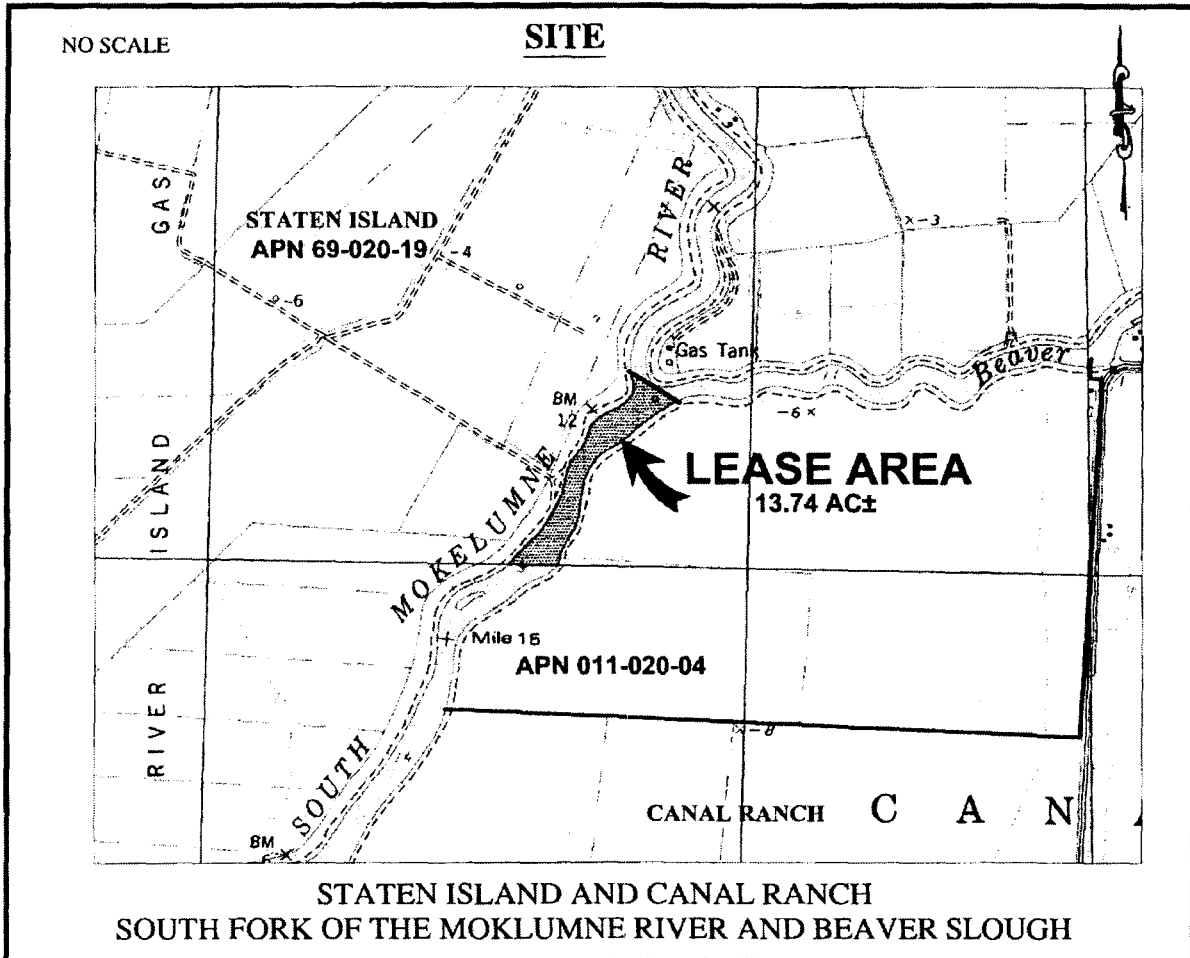 NO SCALE
SITE
GAS
STATEN ISLAND
APN 69-020-19
-4
-6
RIVER
-3
Gas Tank
Beaver
BM
12
-6
LEASE AREA
13.74 AC±
ISLAND
MOKELUMNE
Mile 15
APN 011-020-04
RIVER
SOUTH
-8
CANAL RANCH
C A N
BM
STATEN ISLAND AND CANAL RANCH
SOUTH FORK OF THE MOKLUMNE RIVER AND BEAVER SLOUGH